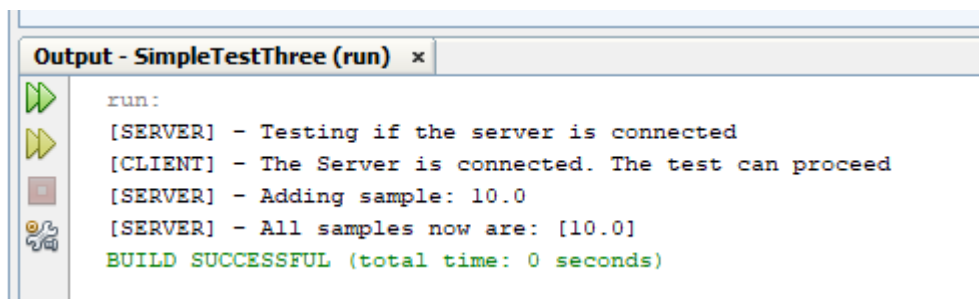 Output - SimpleTestThree (run) ×
run:
[SERVER] - Testing if the server is connected
[CLIENT] - The Server is connected. The test can proceed
[SERVER] - Adding sample: 10.0
[SERVER] - All samples now are: [10.0]
BUILD SUCCESSFUL (total time: 0 seconds)